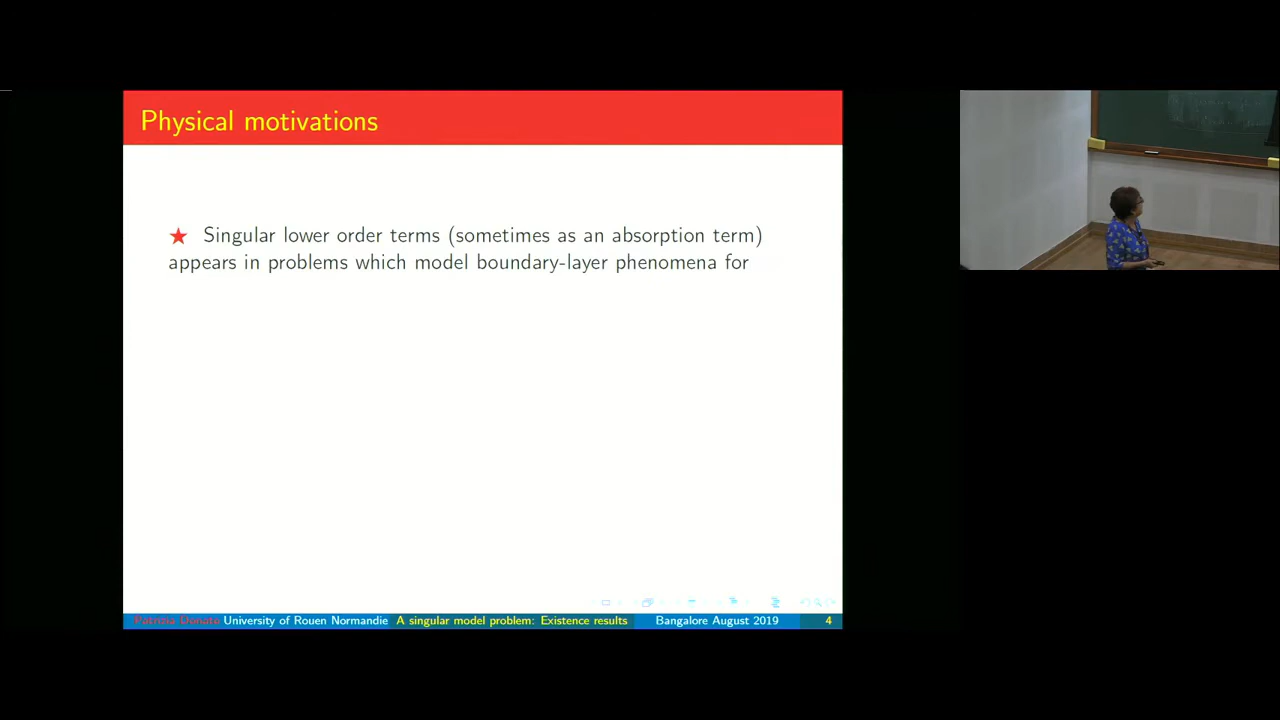 Physical motivations
★ Singular lower order terms (sometimes as an absorption term)
appears in problems which model boundary-layer phenomena for
Patrizia Donato University of Rouen Normandie A singular model problem: Existence results Bangalore August 2019 4